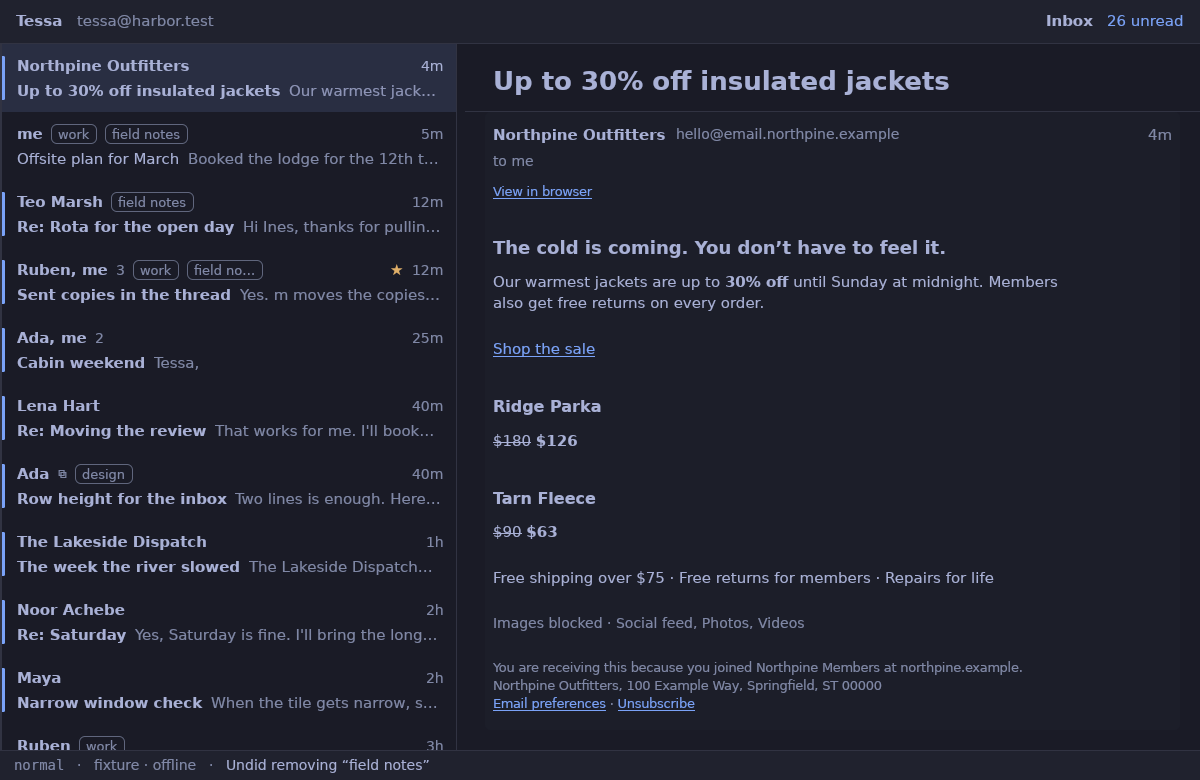 Tessa tessa@harbor.test
Inbox 26 unread
Northpine Outfitters 4m
Up to 30% off insulated jackets Our warmest jack…
me work field notes 5m
Offsite plan for March Booked the lodge for the 12th t…
Teo Marsh field notes 12m
Re: Rota for the open day Hi Ines, thanks for pullin…
Ruben, me 3 work field no… ★ 12m
Sent copies in the thread Yes. m moves the copies…
Ada, me 2 25m
Cabin weekend Tessa,
Lena Hart 40m
Re: Moving the review That works for me. I'll book…
Ada design 40m
Row height for the inbox Two lines is enough. Here…
The Lakeside Dispatch 1h
The week the river slowed The Lakeside Dispatch…
Noor Achebe 2h
Re: Saturday Yes, Saturday is fine. I'll bring the long…
Maya 2h
Narrow window check When the tile gets narrow, s…
Ruben work 3h
Up to 30% off insulated jackets
Northpine Outfitters hello@email.northpine.example 4m
to me
View in browser
The cold is coming. You don’t have to feel it.
Our warmest jackets are up to 30% off until Sunday at midnight. Members
also get free returns on every order.
Shop the sale
Ridge Parka
$180 $126
Tarn Fleece
$90 $63
Free shipping over $75 · Free returns for members · Repairs for life
Images blocked · Social feed, Photos, Videos
You are receiving this because you joined Northpine Members at northpine.example.
Northpine Outfitters, 100 Example Way, Springfield, ST 00000
Email preferences · Unsubscribe
normal · fixture · offline · Undid removing “field notes”